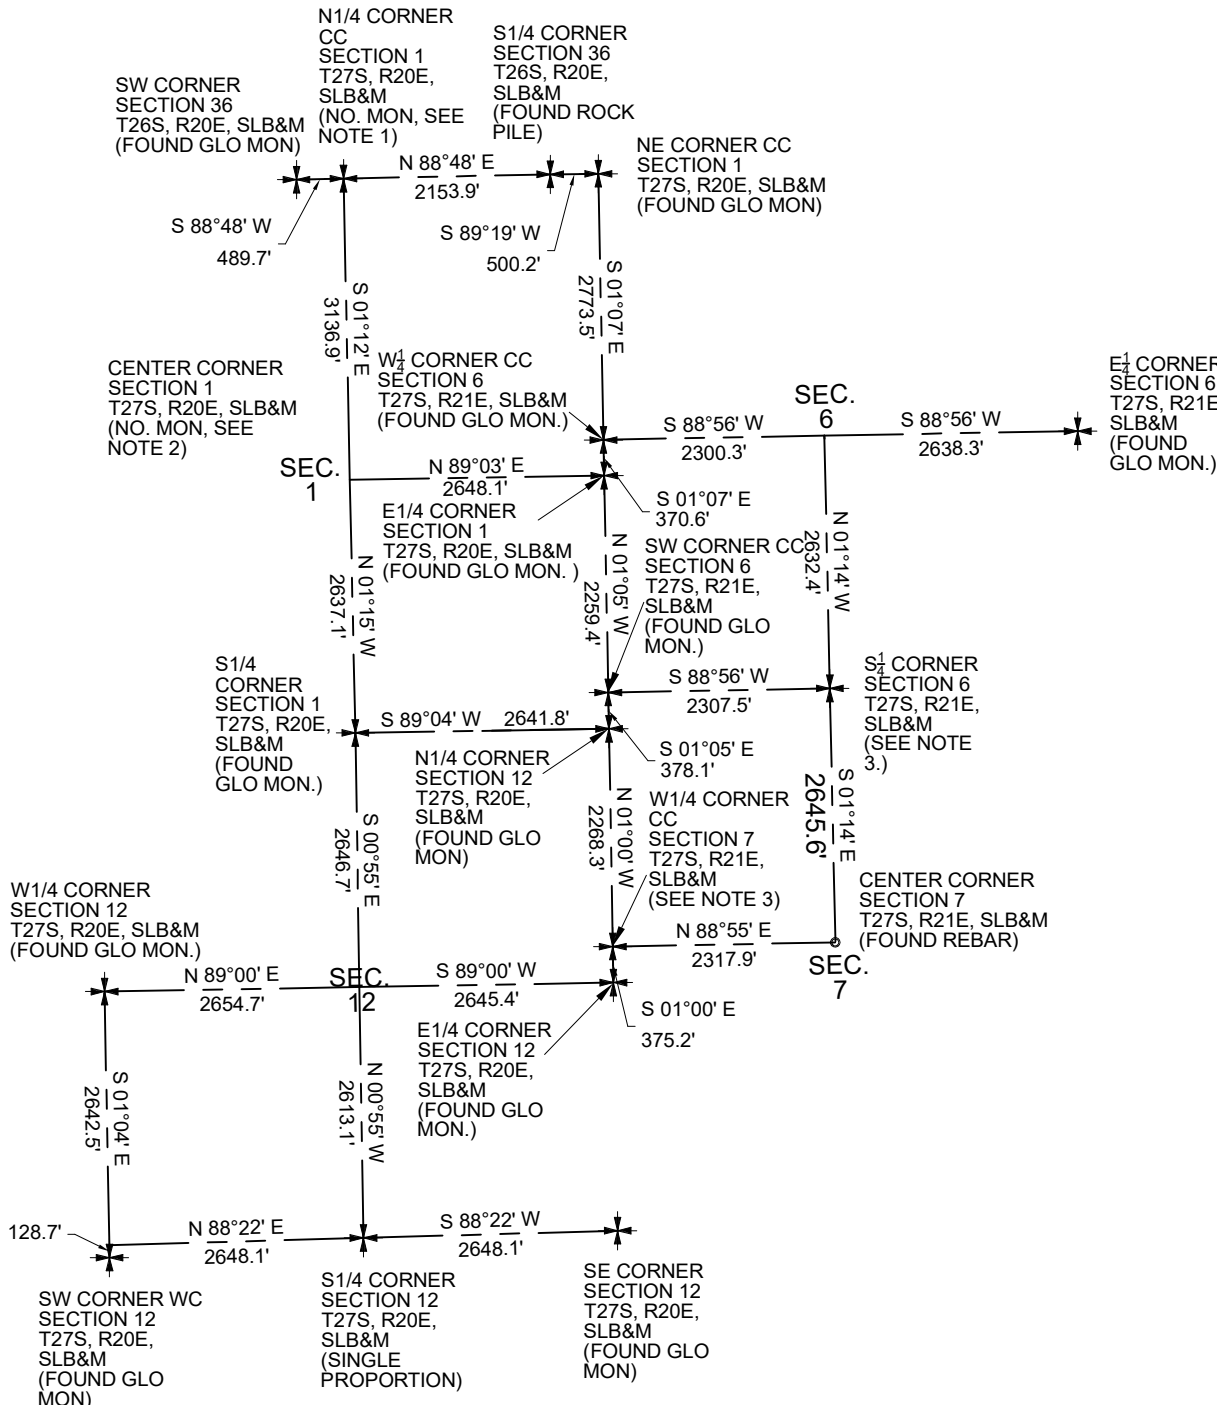 N1/4 CORNER
CC
SECTION 1
T27S, R20E,
SLB&M
(NO. MON, SEE
NOTE 1)
S1/4 CORNER
SECTION 36
T26S, R20E,
SLB&M
(FOUND ROCK
PILE)
SW CORNER
SECTION 36
T26S, R20E, SLB&M
(FOUND GLO MON)
NE CORNER CC
SECTION 1
T27S, R20E, SLB&M
(FOUND GLO MON)
N 88°48' E
2153.9'
S 88°48' W
489.7'
S 89°19' W
500.2'
S 01°12' E
3136.9'
S 01°07' E
2773.5'
CENTER CORNER
SECTION 1
T27S, R20E, SLB&M
(NO. MON, SEE
NOTE 2)
W1/4 CORNER CC
SECTION 6
T27S, R21E, SLB&M
(FOUND GLO MON.)
SEC.
6
E1/4 CORNER
SECTION 6
T27S, R21E
SLB&M
(FOUND
GLO MON.)
S 88°56' W
2300.3'
S 88°56' W
2638.3'
SEC.
1
N 89°03' E
2648.1'
S 01°07' E
370.6'
E1/4 CORNER
SECTION 1
T27S, R20E, SLB&M
(FOUND GLO MON. )
SW CORNER CC
SECTION 6
T27S, R21E,
SLB&M
(FOUND GLO
MON.)
N 01°15' W
2637.1'
N 01°05' W
2259.4'
N 01°14' W
2632.4'
S1/4
CORNER
SECTION 1
T27S, R20E,
SLB&M
(FOUND
GLO MON.)
S 88°56' W
2307.5'
S1/4 CORNER
SECTION 6
T27S, R21E,
SLB&M
(SEE NOTE
3.)
S 89°04' W 2641.8'
S 01°05' E
378.1'
N1/4 CORNER
SECTION 12
T27S, R20E,
SLB&M
(FOUND GLO
MON)
W1/4 CORNER
CC
SECTION 7
T27S, R21E,
SLB&M
(SEE NOTE 3)
S 00°55' E
2646.7'
N 01°00' W
2268.3'
S 01°14' E
2645.6'
W1/4 CORNER
SECTION 12
T27S, R20E, SLB&M
(FOUND GLO MON.)
CENTER CORNER
SECTION 7
T27S, R21E, SLB&M
(FOUND REBAR)
N 88°55' E
2317.9'
SEC.
7
N 89°00' E
2654.7'
SEC.
12
S 89°00' W
2645.4'
S 01°00' E
375.2'
E1/4 CORNER
SECTION 12
T27S, R20E,
SLB&M
(FOUND GLO
MON.)
S 01°04' E
2642.5'
N 00°55' W
2613.1'
128.7'
N 88°22' E
2648.1'
S 88°22' W
2648.1'
SW CORNER WC
SECTION 12
T27S, R20E,
SLB&M
(FOUND GLO
MON)
S1/4 CORNER
SECTION 12
T27S, R20E,
SLB&M
(SINGLE
PROPORTION)
SE CORNER
SECTION 12
T27S, R20E,
SLB&M
(FOUND GLO
MON)